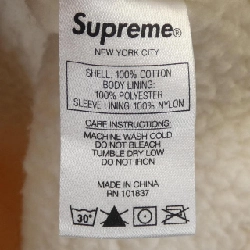 Supreme®
NEW YORK CITY
SHELL: 100% COTTON
BODY LINING:
100% POLYESTER
SLEEVE LINING: 100% NYLON
CARE INSTRUCTIONS:
MACHINE WASH COLD
DO NOT BLEACH
TUMBLE DRY LOW
DO NOT IRON
MADE IN CHINA
RN 101837
30°